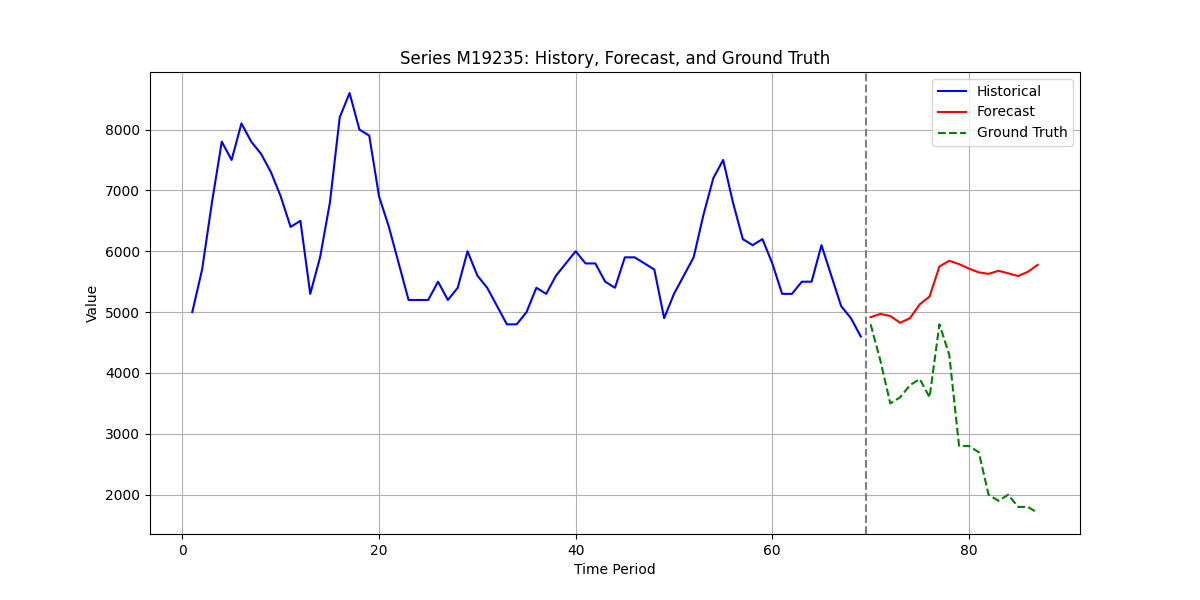 Series M19235: History, Forecast, and Ground Truth
Historical
Forecast
Ground Truth
8000
7000
6000
5000
4000
3000
2000
Value
0 20 40 60 80
Time Period